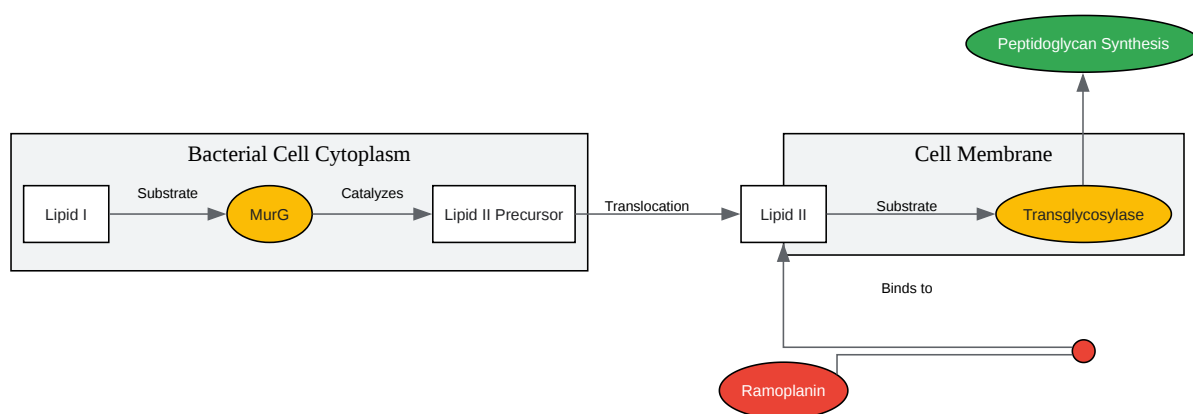 Peptidoglycan Synthesis
Bacterial Cell Cytoplasm
Cell Membrane
Lipid I
Substrate
MurG
Catalyzes
Lipid II Precursor
Translocation
Lipid II
Substrate
Transglycosylase
Binds to
Ramoplanin